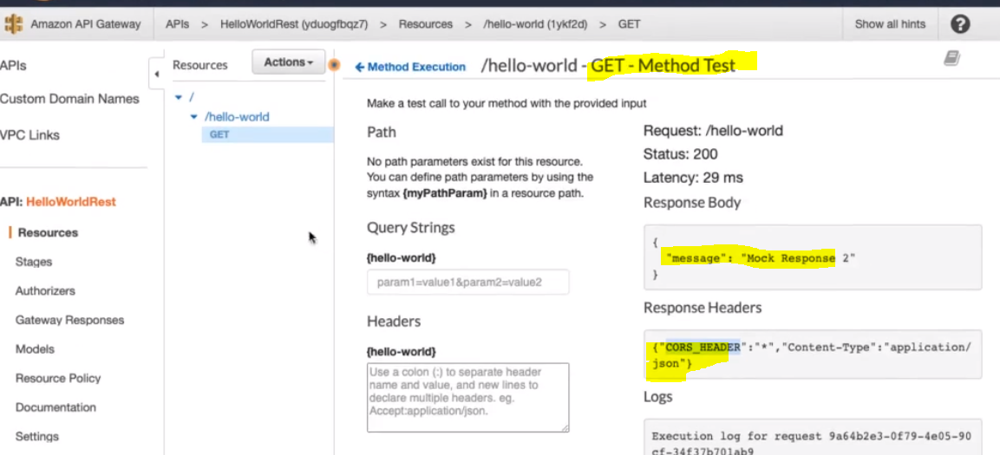 Amazon API Gateway
APIs > HelloWorldRest (yduogfbqz7) > Resources > /hello-world (1ykf2d) > GET
Show all hints
?
APIs
Custom Domain Names
VPC Links
API: HelloWorldRest
Resources
Stages
Authorizers
Gateway Responses
Models
Resource Policy
Documentation
Settings
Resources
Actions
/
/hello-world
GET
Method Execution
/hello-world - GET - Method Test
Make a test call to your method with the provided input
Path
No path parameters exist for this resource.
You can define path parameters by using the
syntax {myPathParam} in a resource path.
Query Strings
{hello-world}
param1=value1&param2=value2
Headers
{hello-world}
Use a colon (:) to separate header
name and value, and new lines to
declare multiple headers. eg.
Accept:application/json.
Request: /hello-world
Status: 200
Latency: 29 ms
Response Body
{
"message": "Mock Response 2"
}
Response Headers
{"CORS_HEADER":"*","Content-Type":"application/
json"}
Logs
Execution log for request 9a64b2e3-0f79-4e05-90
cf-34f37b701ab9